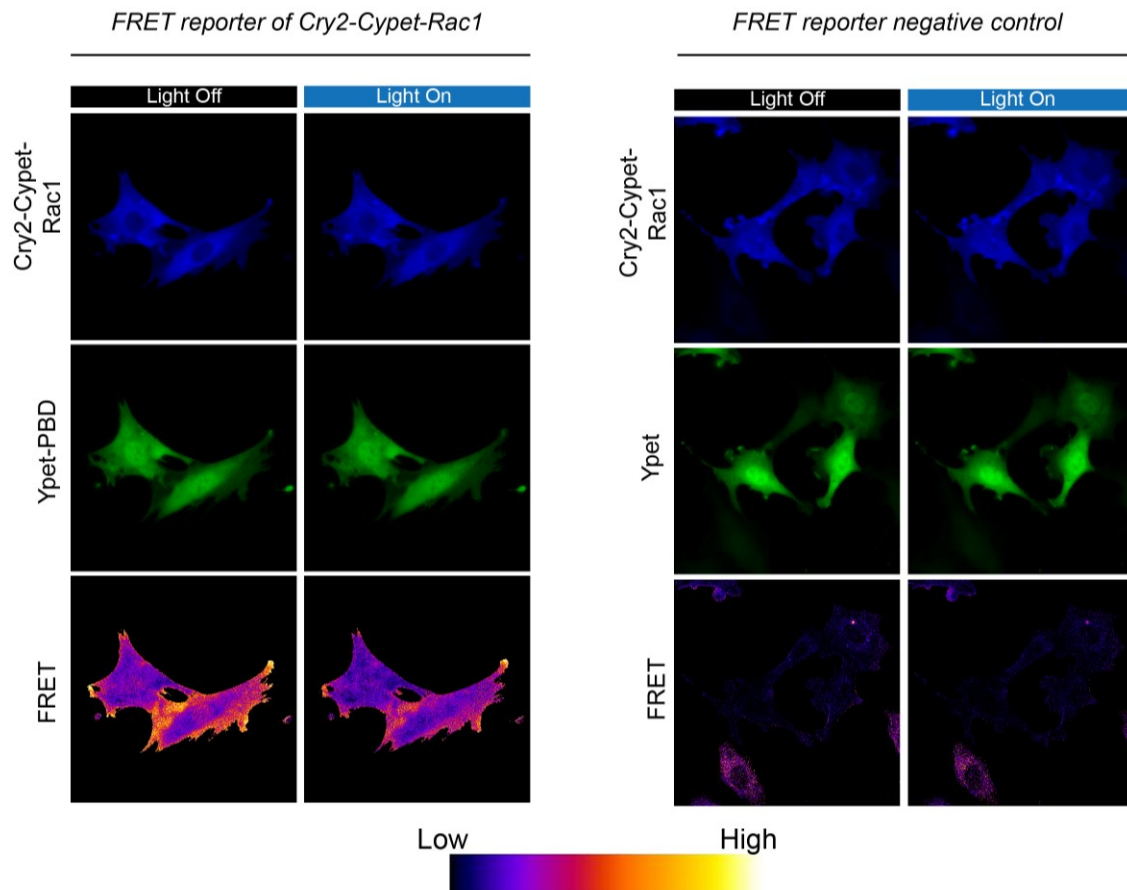 FRET reporter of Cry2-Cypet-Rac1
FRET reporter negative control
Light Off
Light On
Light Off
Light On
Cry2-Cypet-
Rac1
Cry2-Cypet-
Rac1
Ypet-PBD
Ypet
FRET
FRET
Low
High